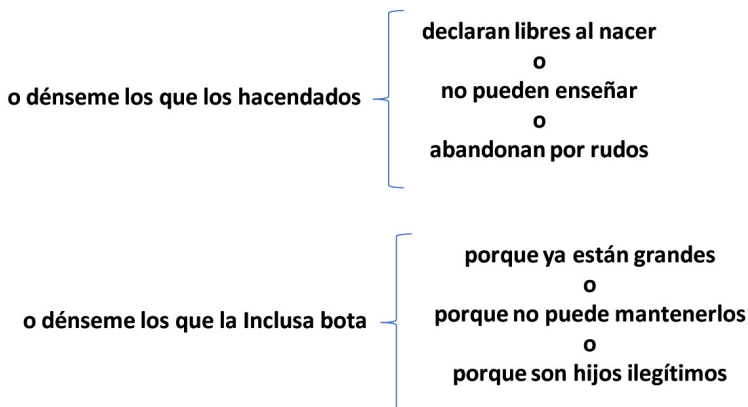 o dénseme los que los hacendados
declaran libres al nacer
o
no pueden enseñar
o
abandonan por rudos
o dénseme los que la Inclusa bota
porque ya están grandes
o
porque no puede mantenerlos
o
porque son hijos ilegítimos